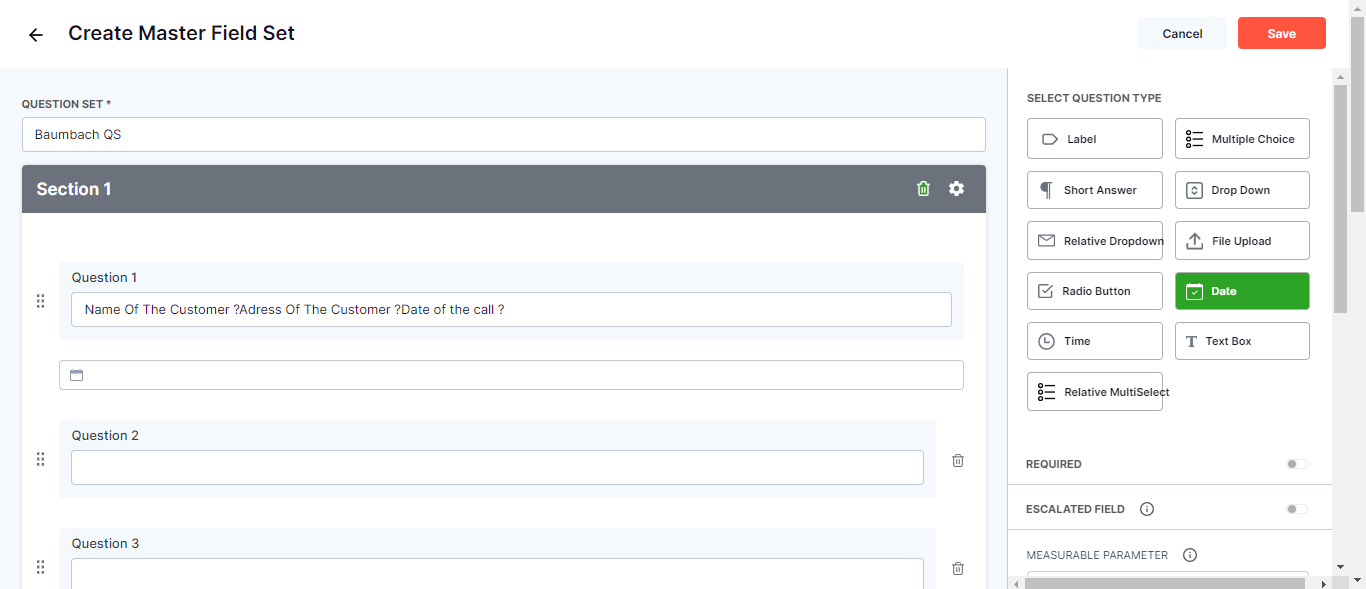 Create Master Field Set
Cancel
Save
QUESTION SET *
Baumbach QS
Section 1
Question 1
Name Of The Customer ?Adress Of The Customer ?Date of the call ?
Question 2
Question 3
SELECT QUESTION TYPE
Label
Multiple Choice
Short Answer
Drop Down
Relative Dropdown
File Upload
Radio Button
Date
Time
Text Box
Relative MultiSelect
REQUIRED
ESCALATED FIELD
MEASURABLE PARAMETER